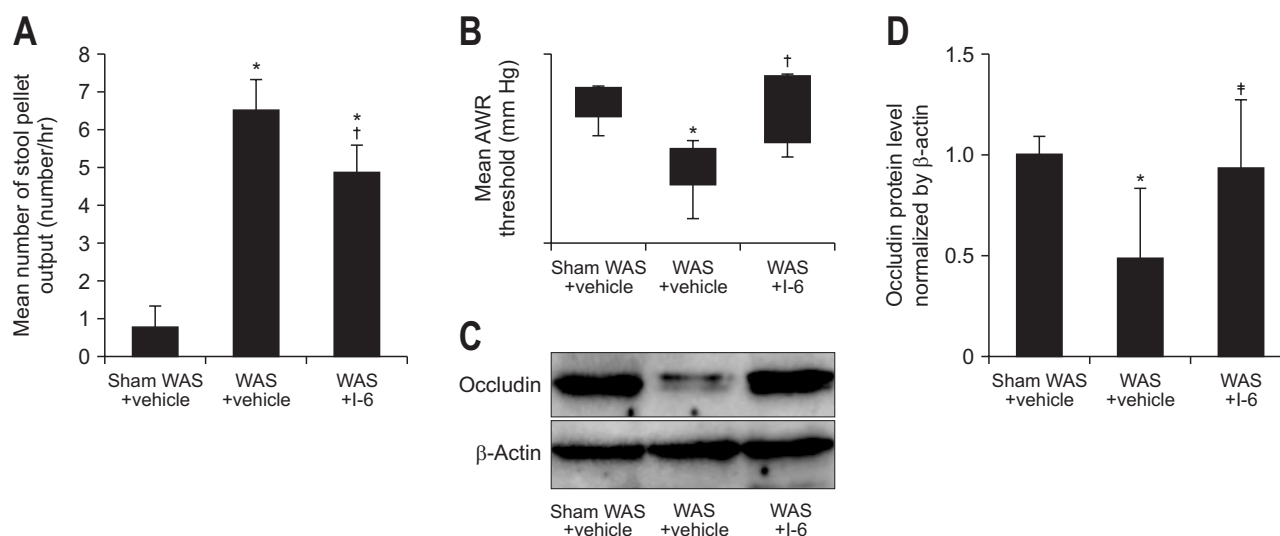 A
Mean number of stool pellet
output (number/hr)
8
7
6
5
4
3
2
1
0
*
*
†
Sham WAS
+vehicle
WAS
+vehicle
WAS
+I-6
B
Mean AWR
threshold (mm Hg)
*
†
Sham WAS
+vehicle
WAS
+vehicle
WAS
+I-6
C
Occludin
β-Actin
Sham WAS
+vehicle
WAS
+vehicle
WAS
+I-6
D
Occludin protein level
normalized by β-actin
1.5
1.0
0.5
0
*
‡
Sham WAS
+vehicle
WAS
+vehicle
WAS
+I-6